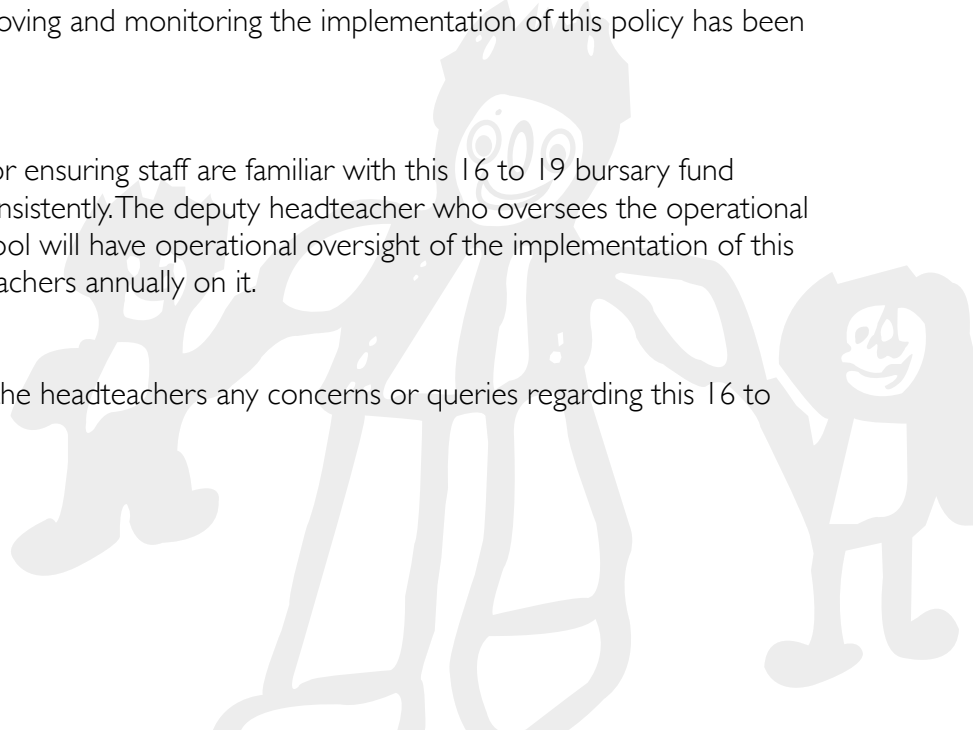 oving and monitoring the implementation of this policy has been
or ensuring staff are familiar with this 16 to 19 bursary fund
nsistently. The deputy headteacher who oversees the operational
ool will have operational oversight of the implementation of this
achers annually on it.
he headteachers any concerns or queries regarding this 16 to